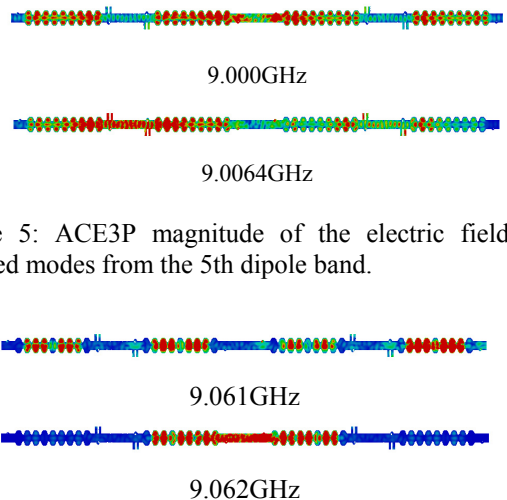 9.000GHz
9.0064GHz
5: ACE3P magnitude of the electric field
modes from the 5th dipole band.
9.061GHz
9.062GHz